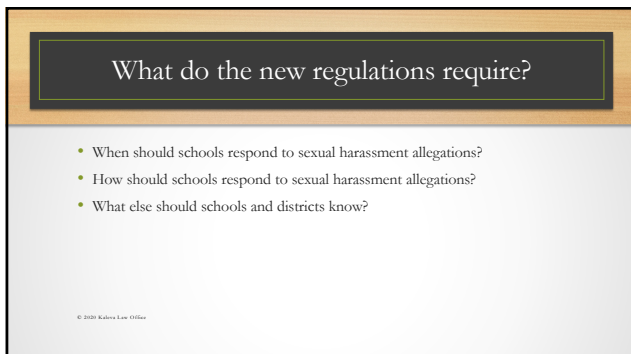 What do the new regulations require?
• When should schools respond to sexual harassment allegations?
• How should schools respond to sexual harassment allegations?
• What else should schools and districts know?
© 2020 Kaleva Law Office